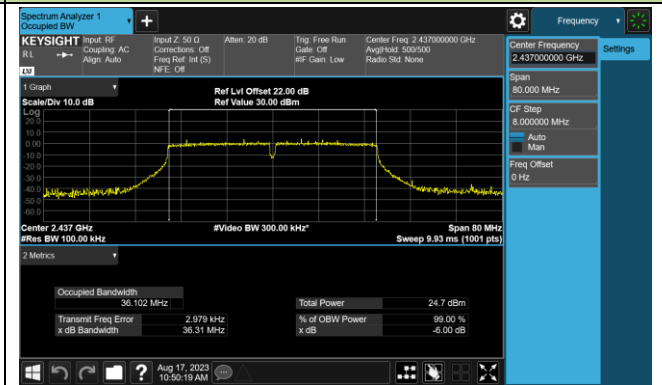 Spectrum Analyzer 1
Occupied BW
+
Frequency
KEYSIGHT
RL
LXI
Input: RF
Coupling: AC
Align: Auto
Input Z: 50 Ω
Corrections: Off
Freq Ref: Int (S)
NFE: Off
Atten: 20 dB
Trig: Free Run
Gate: Off
#IF Gain: Low
Center Freq: 2.437000000 GHz
Avg|Hold: 500/500
Radio Std: None
Center Frequency
2.437000000 GHz
Settings
Span
80.000 MHz
CF Step
8.000000 MHz
Auto
Man
Freq Offset
0 Hz
1 Graph
Scale/Div 10.0 dB
Ref Lvl Offset 22.00 dB
Ref Value 30.00 dBm
Log
20.0
10.0
0.00
-10.0
-20.0
-30.0
-40.0
-50.0
-60.0
Center 2.437 GHz
#Res BW 100.00 kHz
#Video BW 300.00 kHz*
Span 80 MHz
Sweep 9.93 ms (1001 pts)
2 Metrics
Occupied Bandwidth
36.102 MHz
Total Power 24.7 dBm
Transmit Freq Error 2.979 kHz
% of OBW Power 99.00 %
x dB Bandwidth 36.31 MHz
x dB -6.00 dB
?
Aug 17, 2023
10:50:19 AM